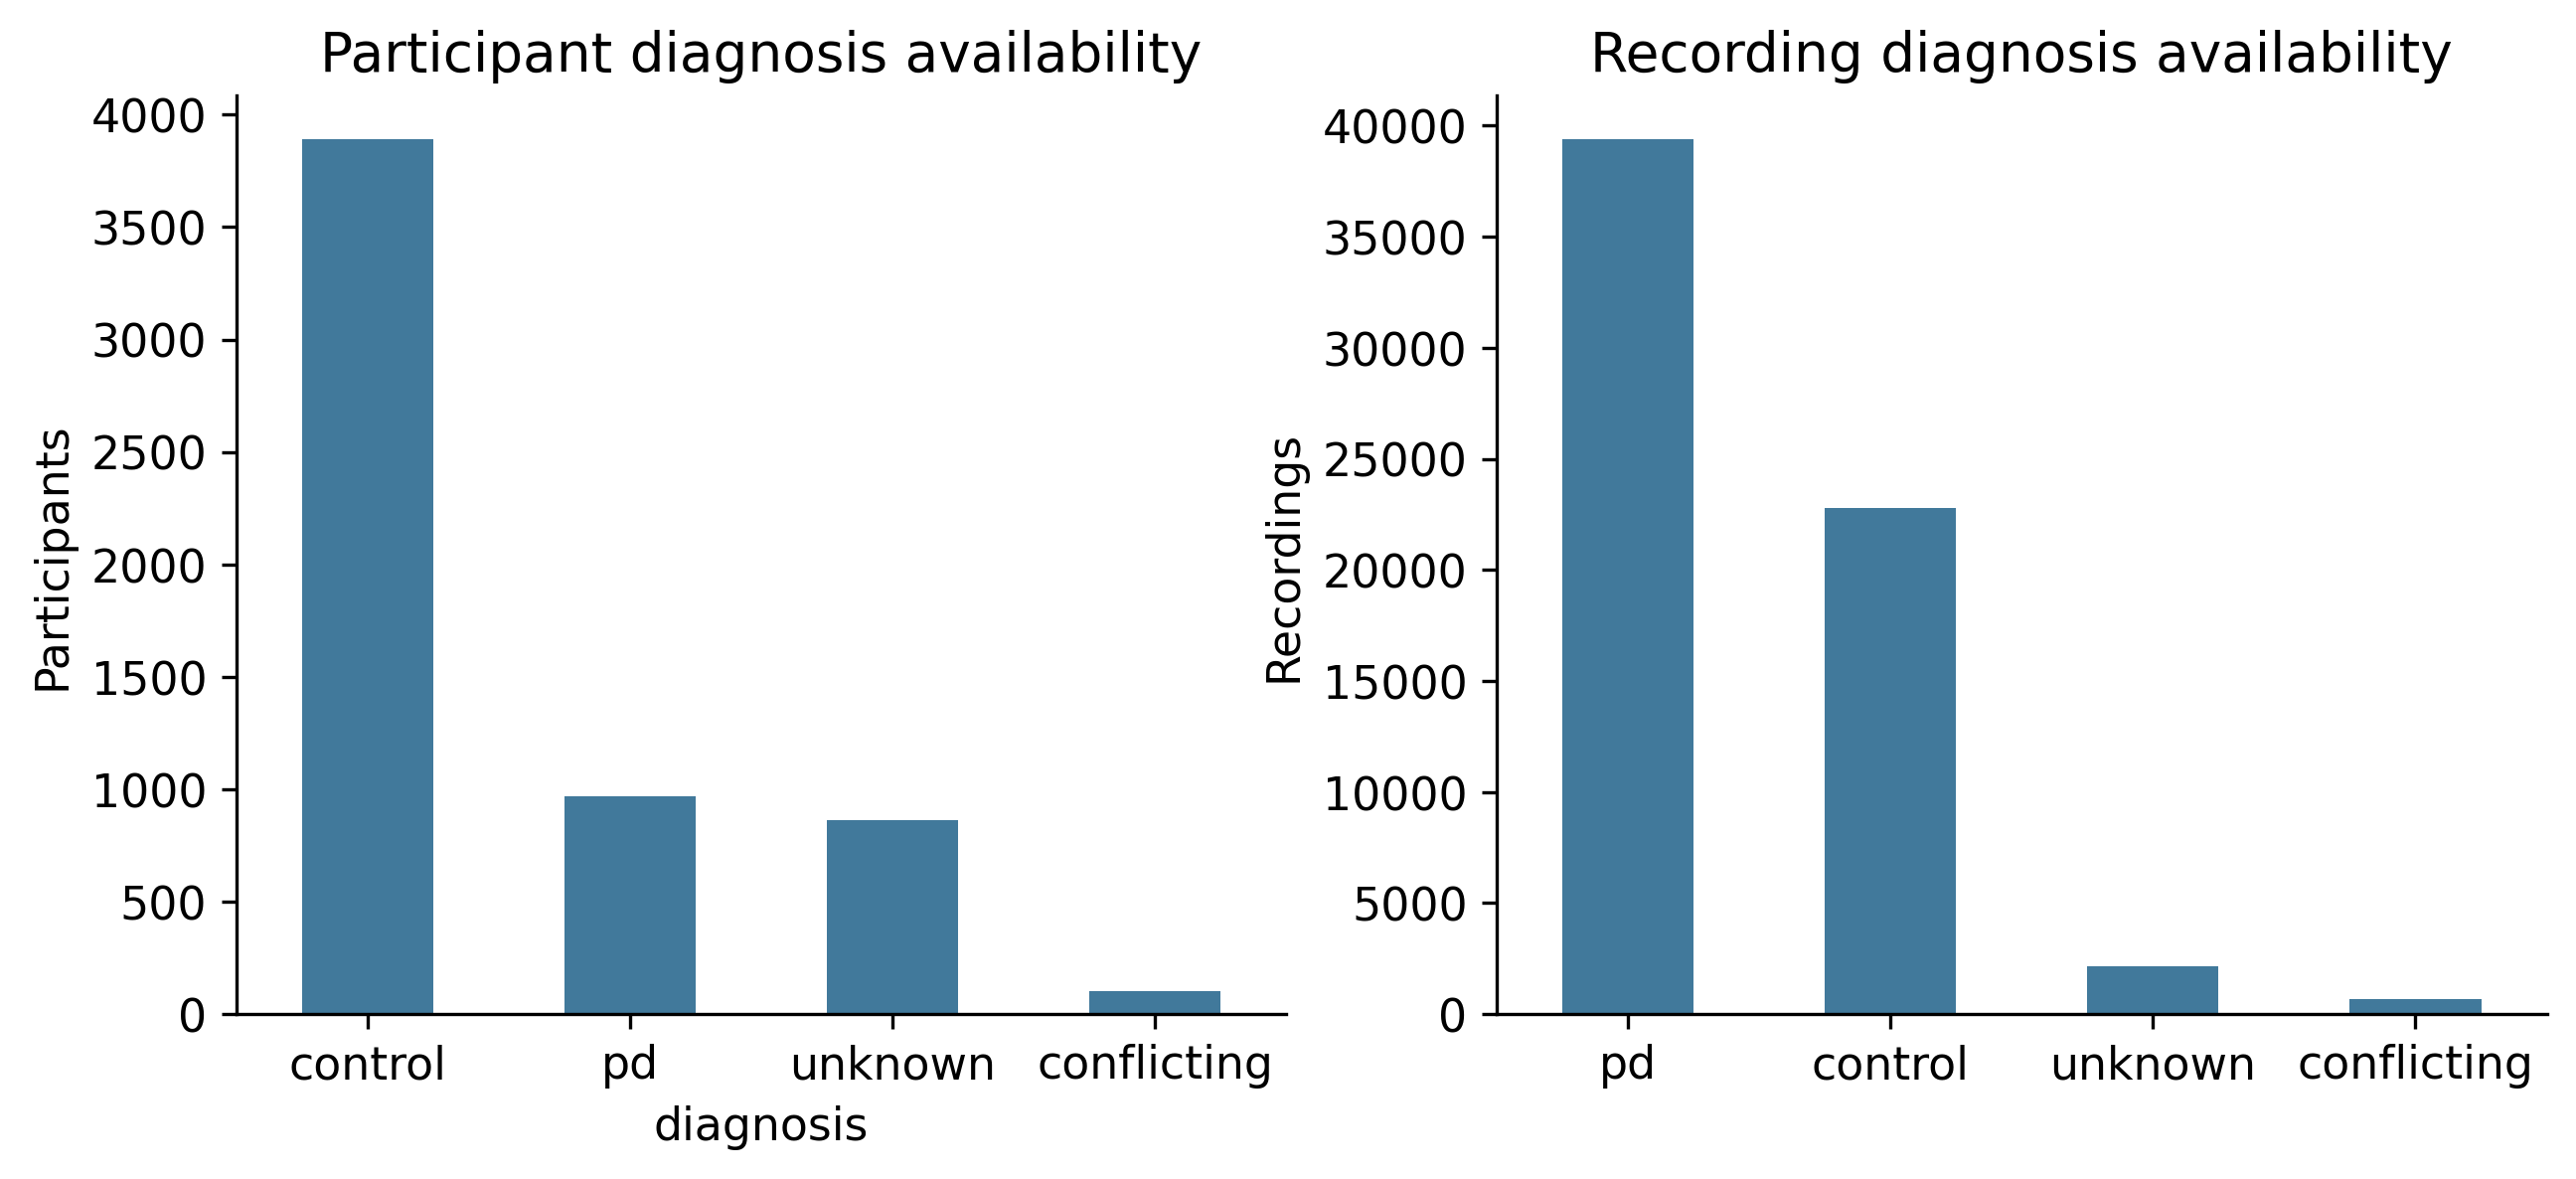 Participant diagnosis availability
4000
3500
3000
2500
2000
1500
1000
500
0
Participants
control pd unknown conflicting
diagnosis
Recording diagnosis availability
40000
35000
30000
25000
20000
15000
10000
5000
0
Recordings
pd control unknown conflicting